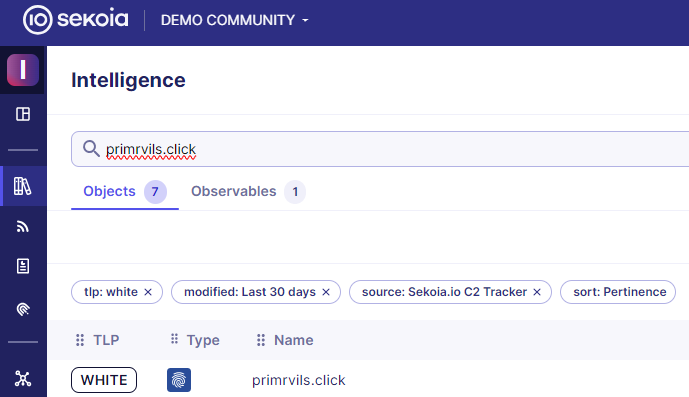 IO sekoia DEMO COMMUNITY
I
Intelligence
primrvils.click
Objects 7 Observables 1
tlp: white × modified: Last 30 days × source: Sekoia.io C2 Tracker × sort: Pertinence
TLP Type Name
WHITE primrvils.click